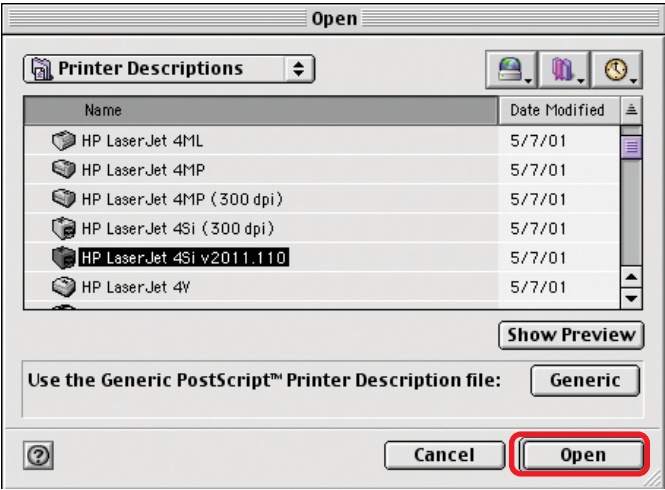 Open
Printer Descriptions
Name Date Modified
HP LaserJet 4ML 5/7/01
HP LaserJet 4MP 5/7/01
HP LaserJet 4MP (300 dpi) 5/7/01
HP LaserJet 4Si (300 dpi) 5/7/01
HP LaserJet 4Si v2011.110 5/7/01
HP LaserJet 4V 5/7/01
Show Preview
Use the Generic PostScript™ Printer Description file: Generic
? Cancel Open